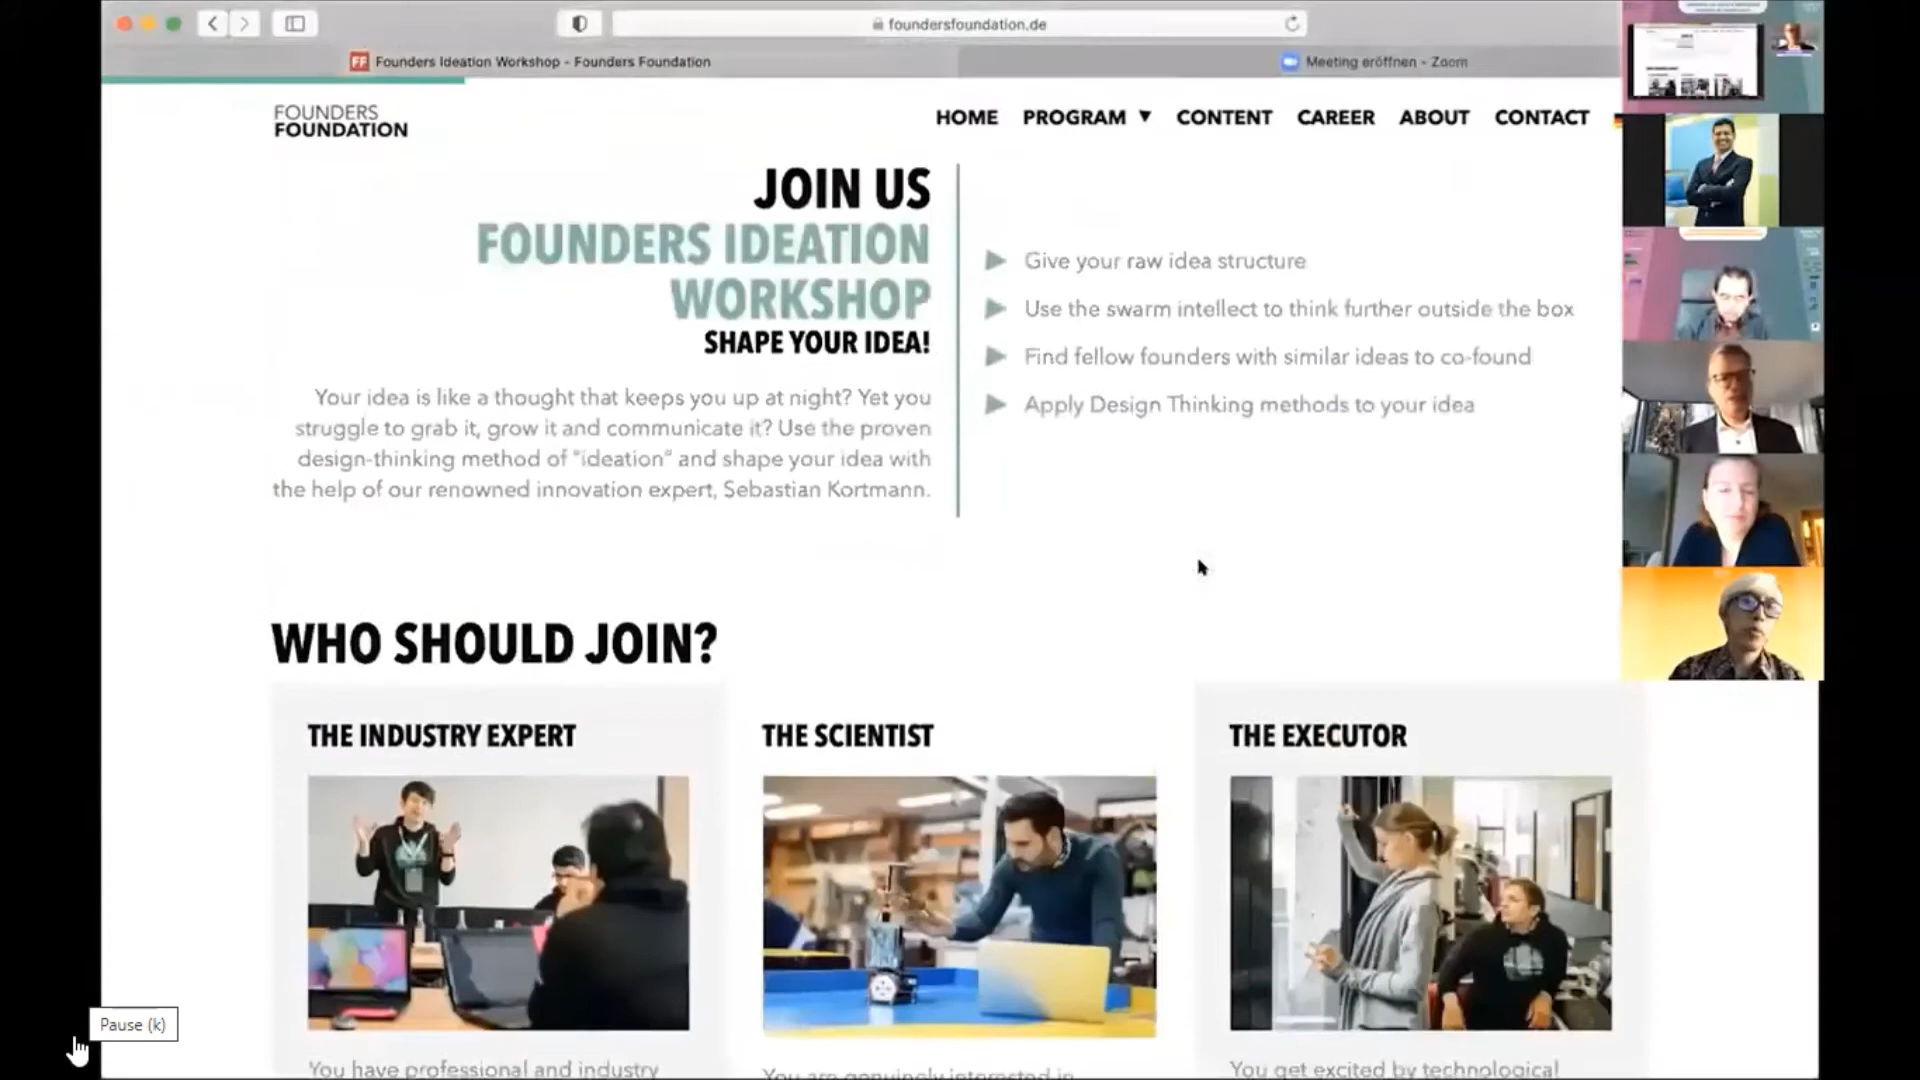 foundersfoundation.de
FF Founders Ideation Workshop - Founders Foundation
Meeting eröffnen - Zoom
FOUNDERS
FOUNDATION
HOME PROGRAM ▼ CONTENT CAREER ABOUT CONTACT
JOIN US
FOUNDERS IDEATION
WORKSHOP
SHAPE YOUR IDEA!
Your idea is like a thought that keeps you up at night? Yet you
struggle to grab it, grow it and communicate it? Use the proven
design-thinking method of "ideation" and shape your idea with
the help of our renowned innovation expert, Sebastian Kortmann.
Give your raw idea structure
Use the swarm intellect to think further outside the box
Find fellow founders with similar ideas to co-found
Apply Design Thinking methods to your idea
WHO SHOULD JOIN?
THE INDUSTRY EXPERT
THE SCIENTIST
THE EXECUTOR
You have professional and industry
You are genuinely interested in
You get excited by technological
Pause (k)